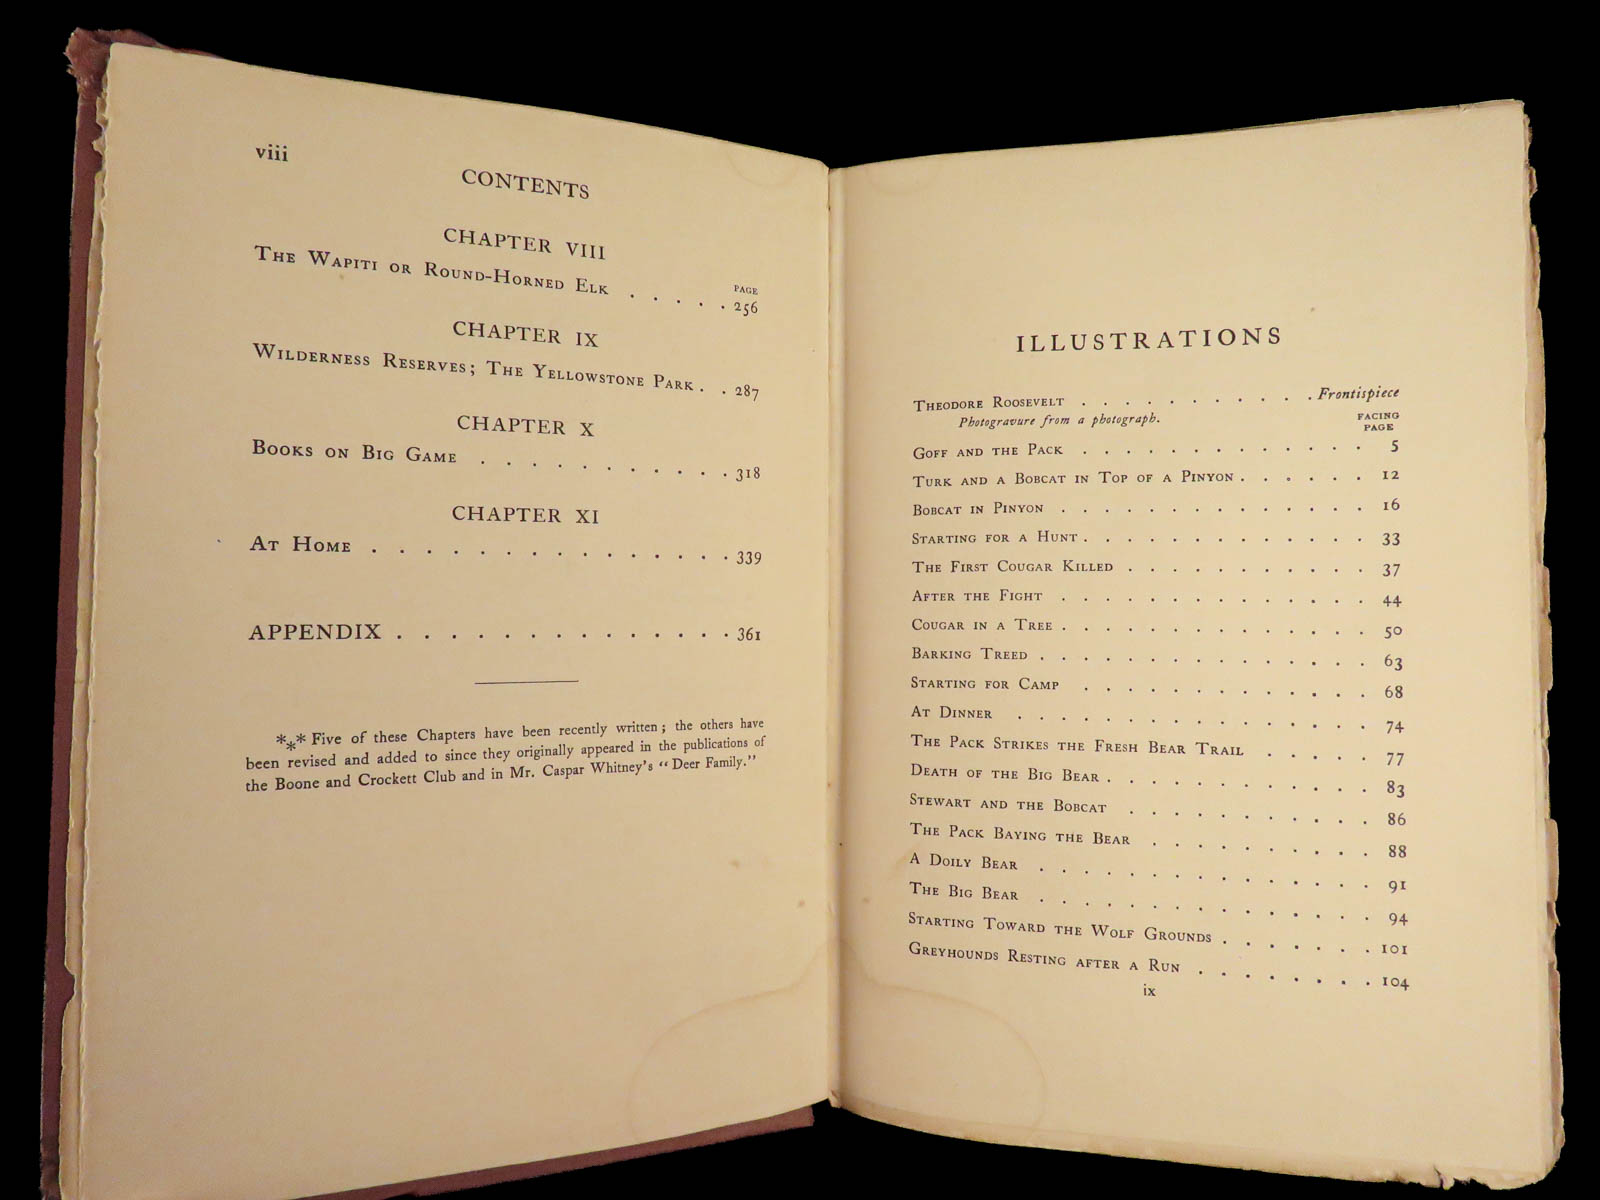 viii
CONTENTS
CHAPTER VIII
PAGE
The Wapiti or Round-Horned Elk . . . . . 256
CHAPTER IX
Wilderness Reserves; The Yellowstone Park . . 287
CHAPTER X
Books on Big Game . . . . . . . . . . . 318
CHAPTER XI
At Home . . . . . . . . . . . . . . . 339
APPENDIX . . . . . . . . . . . . . 361
*** Five of these Chapters have been recently written; the others have
been revised and added to since they originally appeared in the publications of
the Boone and Crockett Club and in Mr. Caspar Whitney's "Deer Family."
ILLUSTRATIONS
Theodore Roosevelt . . . . . . . . . . . Frontispiece
Photogravure from a photograph.
FACING
PAGE
Goff and the Pack . . . . . . . . . . . . . 5
Turk and a Bobcat in Top of a Pinyon . . . . . . 12
Bobcat in Pinyon . . . . . . . . . . . . . . 16
Starting for a Hunt . . . . . . . . . . . . . 33
The First Cougar Killed . . . . . . . . . . . 37
After the Fight . . . . . . . . . . . . . . 44
Cougar in a Tree . . . . . . . . . . . . . . 50
Barking Treed . . . . . . . . . . . . . . . 63
Starting for Camp . . . . . . . . . . . . . 68
At Dinner . . . . . . . . . . . . . . . . 74
The Pack Strikes the Fresh Bear Trail . . . . . 77
Death of the Big Bear . . . . . . . . . . . . 83
Stewart and the Bobcat . . . . . . . . . . . 86
The Pack Baying the Bear . . . . . . . . . . 88
A Doily Bear . . . . . . . . . . . . . . . 91
The Big Bear . . . . . . . . . . . . . . . 94
Starting Toward the Wolf Grounds . . . . . . . 101
Greyhounds Resting after a Run . . . . . . . . 104
ix